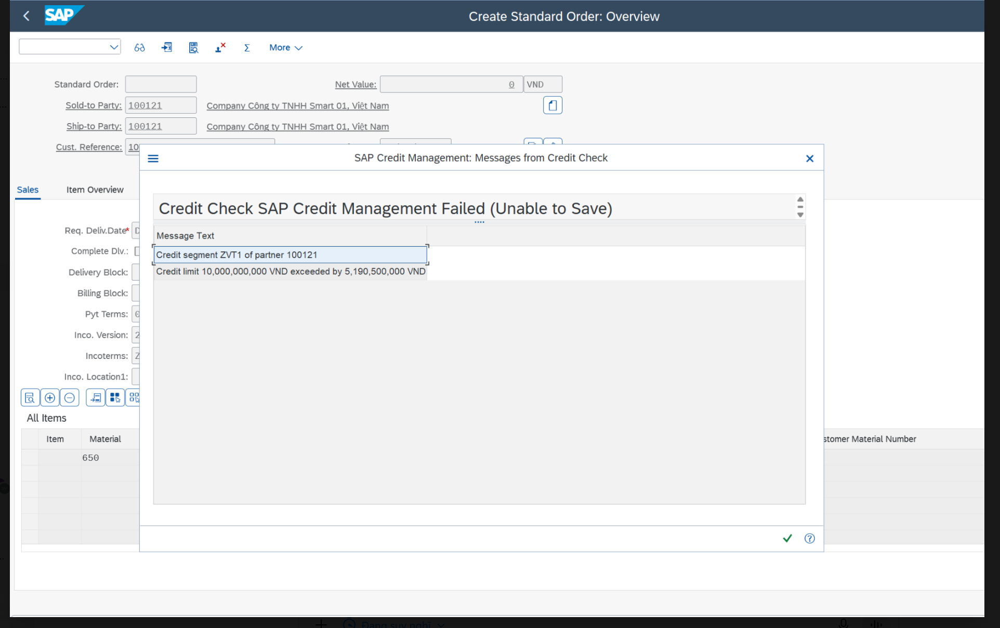 SAP
Create Standard Order: Overview
More
Standard Order:
Net Value: 0 VND
Sold-to Party: 100121 Company Công ty TNHH Smart 01, Việt Nam
Ship-to Party: 100121 Company Công ty TNHH Smart 01, Việt Nam
Cust. Reference: 10
SAP Credit Management: Messages from Credit Check
Sales Item Overview
Credit Check SAP Credit Management Failed (Unable to Save)
Message Text
Credit segment ZVT1 of partner 100121
Credit limit 10,000,000,000 VND exceeded by 5,190,500,000 VND
Req. Deliv.Date* D
Complete Dlv.:
Delivery Block:
Billing Block:
Pyt Terms: 0
Inco. Version: 2
Incoterms: Z
Inco. Location1:
All Items
Item Material stomer Material Number
650
Đang suy nghĩ